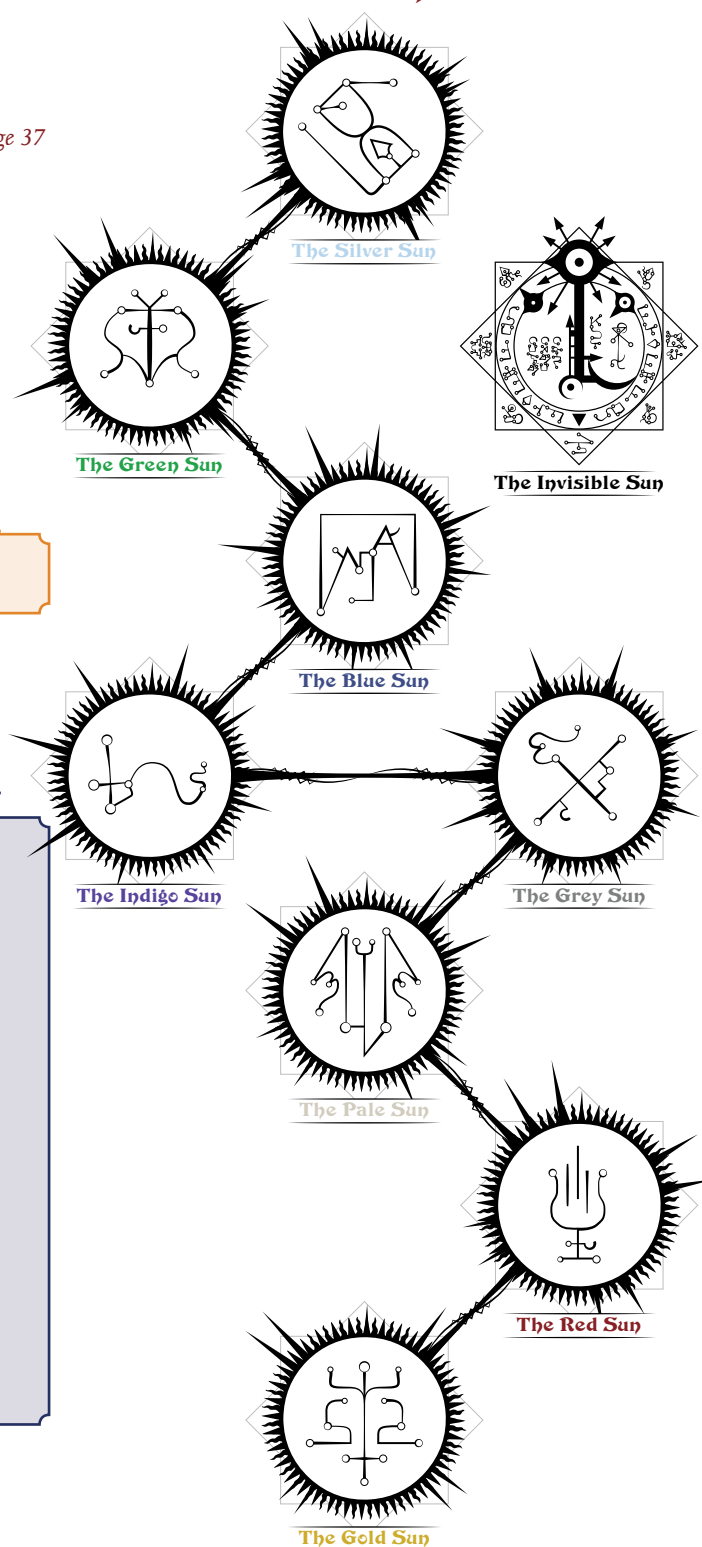 ge 37
The Silver Sun
The Green Sun
The Invisible Sun
The Blue Sun
The Indigo Sun
The Grey Sun
The Pale Sun
The Red Sun
The Gold Sun